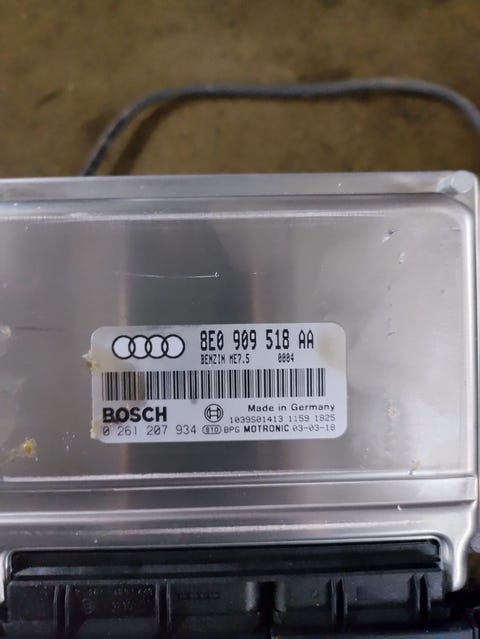 8E0 909 518 AA
BENZIN ME7.5 0004
BOSCH Made in Germany
1039S01413 1159 1825
0 261 207 934 810 BPG MOTRONIC 03-03-18